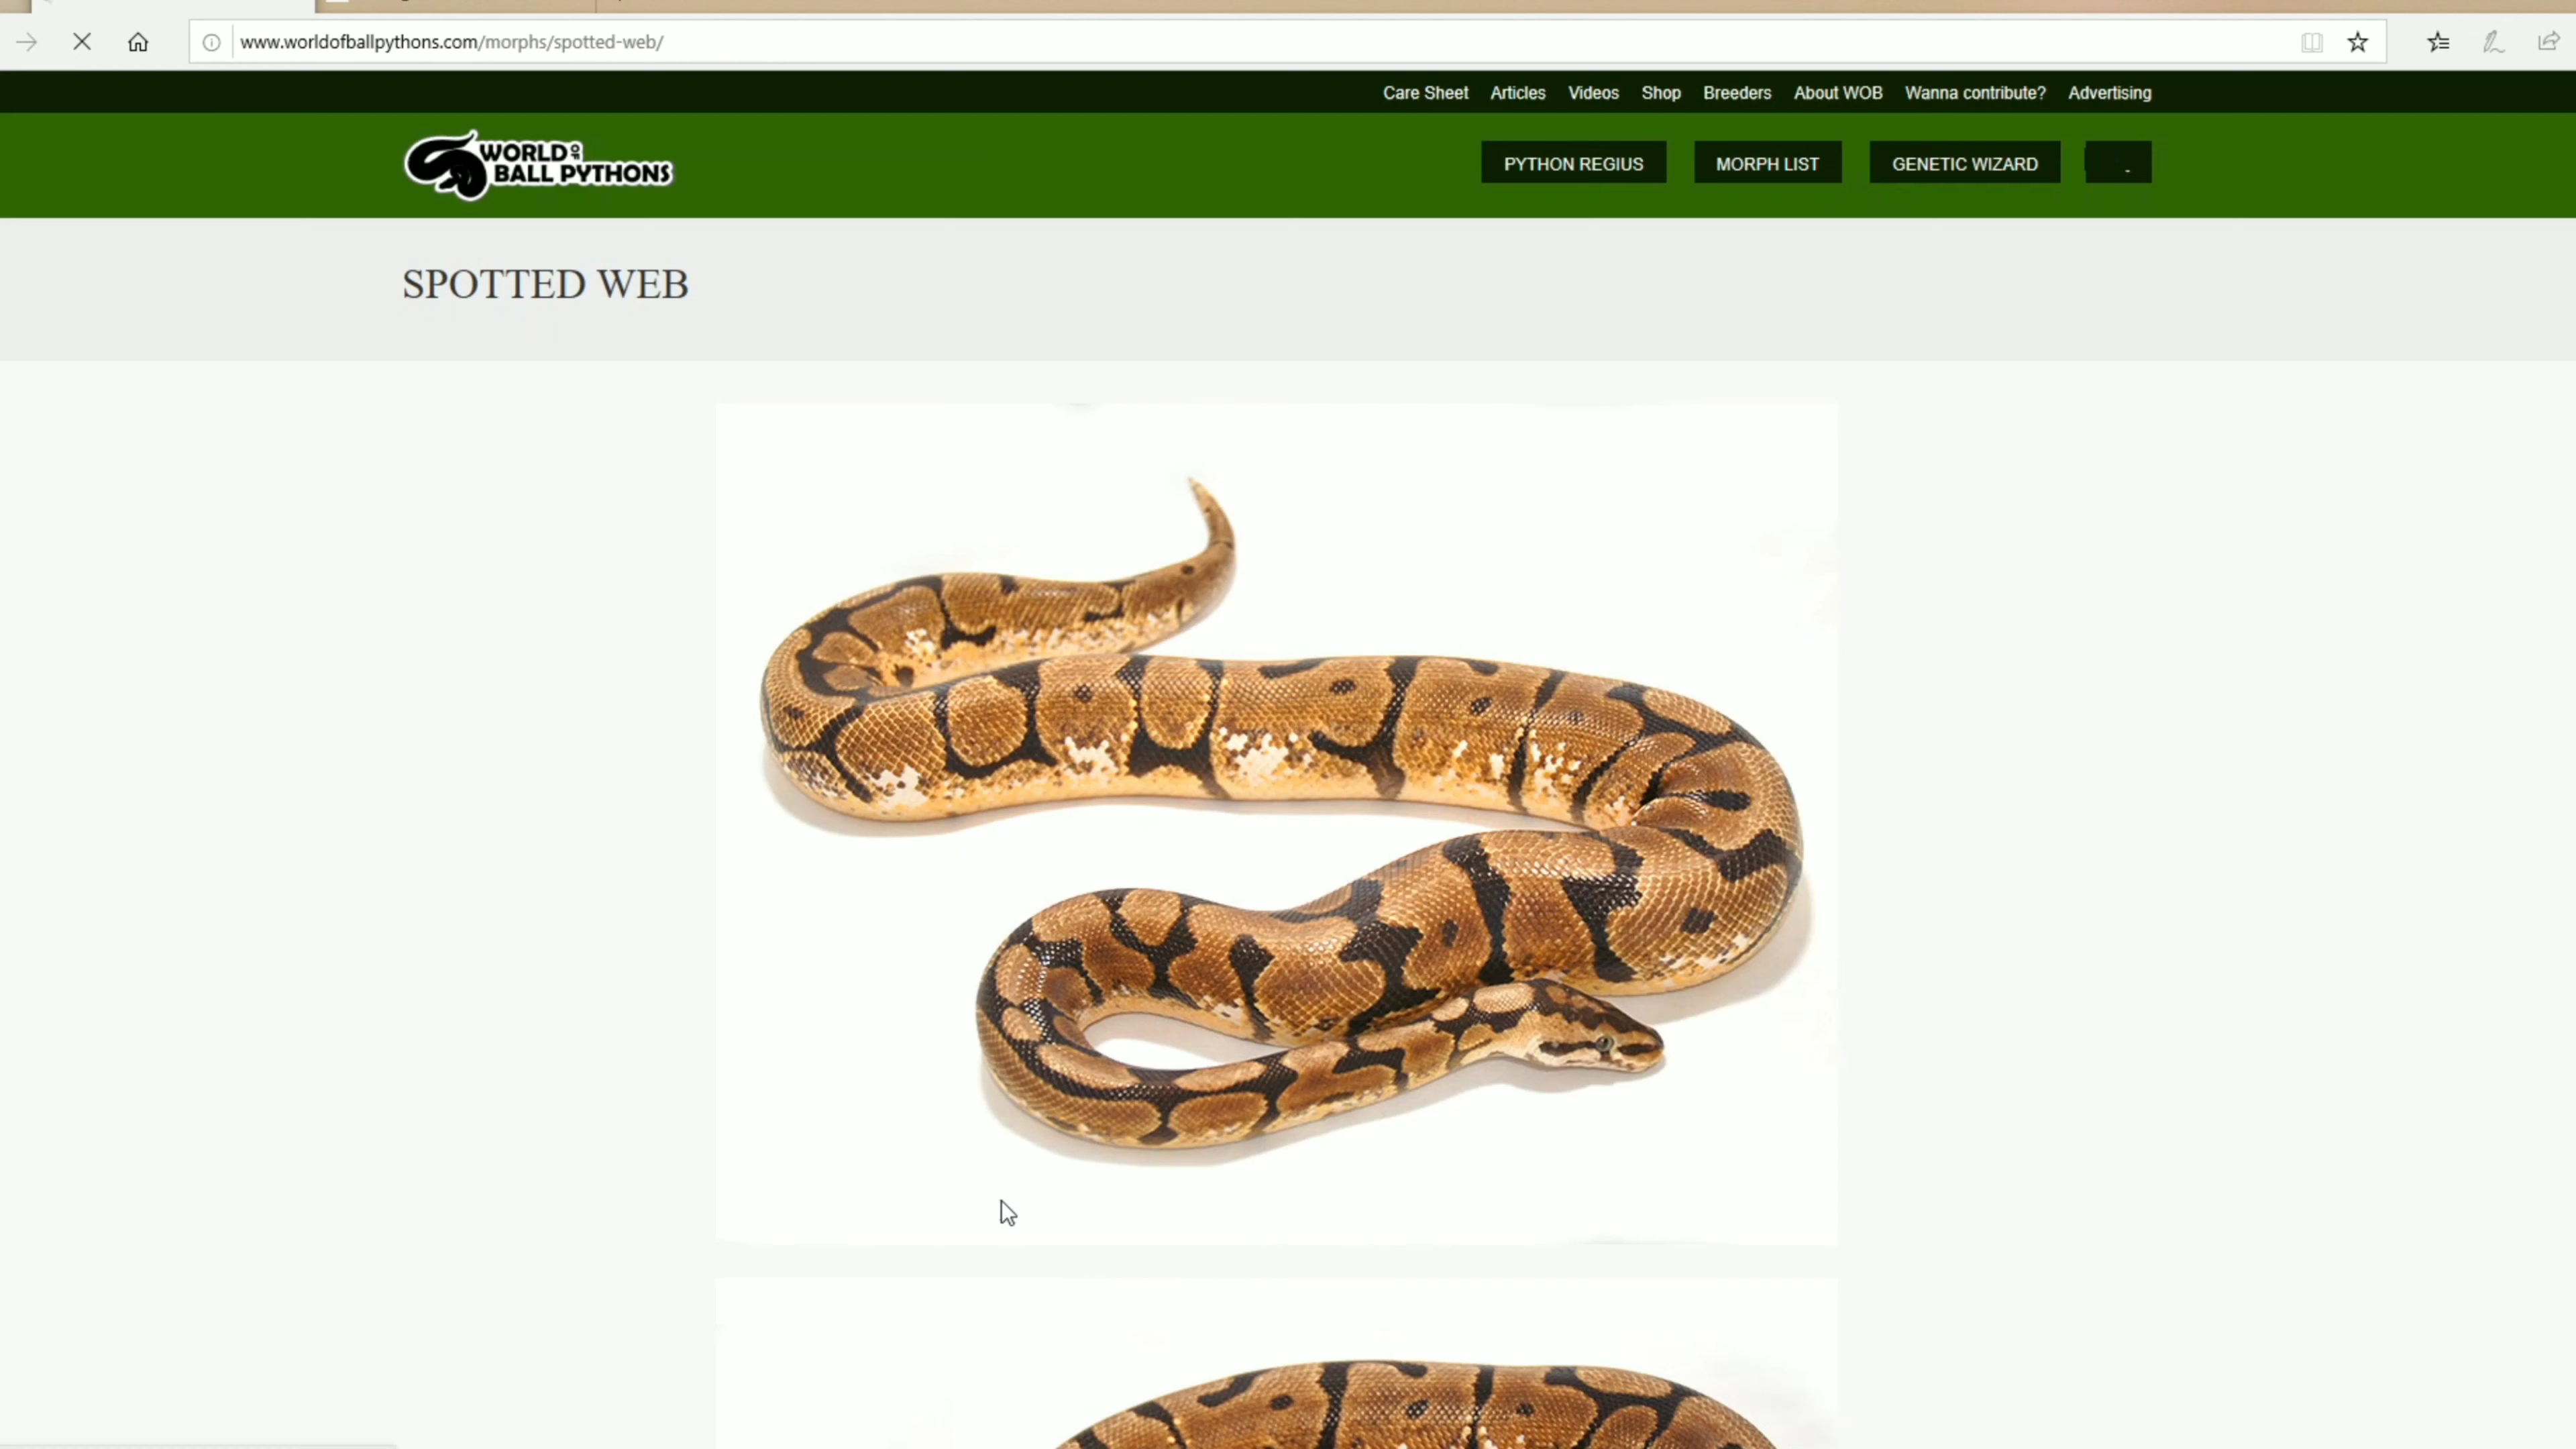 www.worldofballpythons.com/morphs/spotted-web/
Care Sheet Articles Videos Shop Breeders About WOB Wanna contribute? Advertising
WORLD OF BALL PYTHONS
PYTHON REGIUS MORPH LIST GENETIC WIZARD
SPOTTED WEB